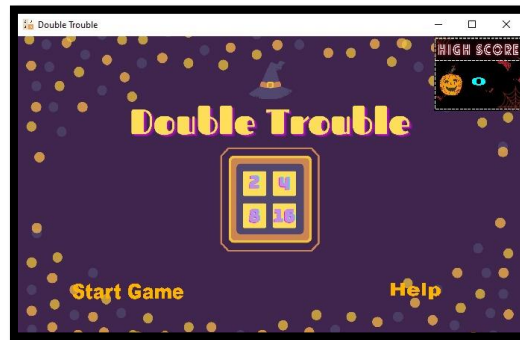 Double Trouble
HIGH SCORE
Double Trouble
2 4
8 16
Start Game
Help